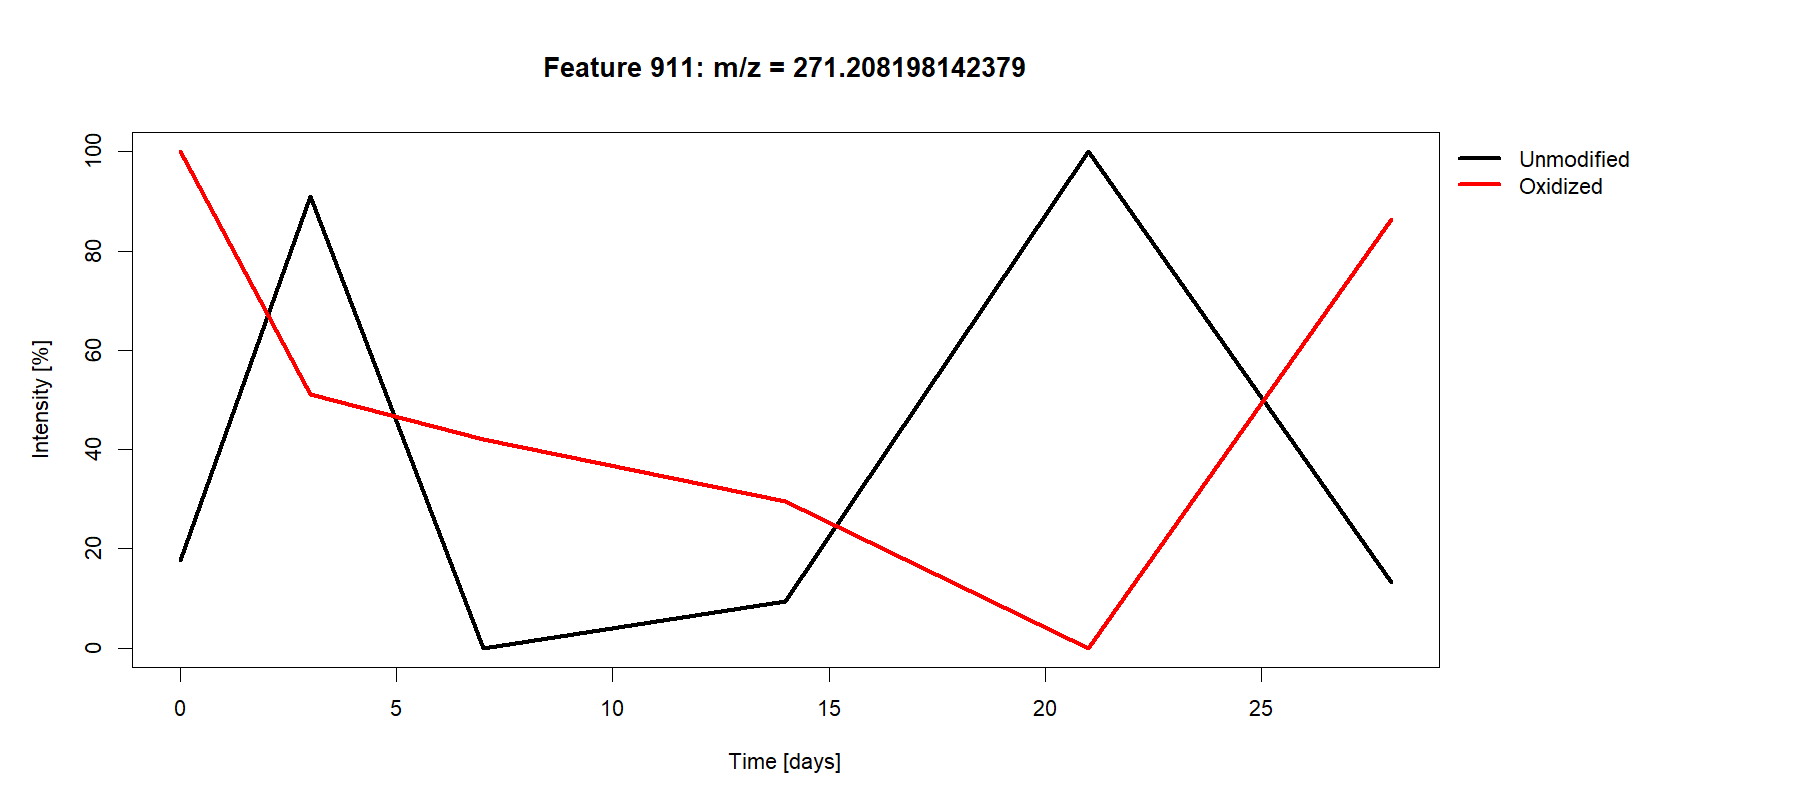 Feature 911: m/z = 271.208198142379
Unmodified
Oxidized
Intensity [%]
100
80
60
40
20
0
0 5 10 15 20 25
Time [days]